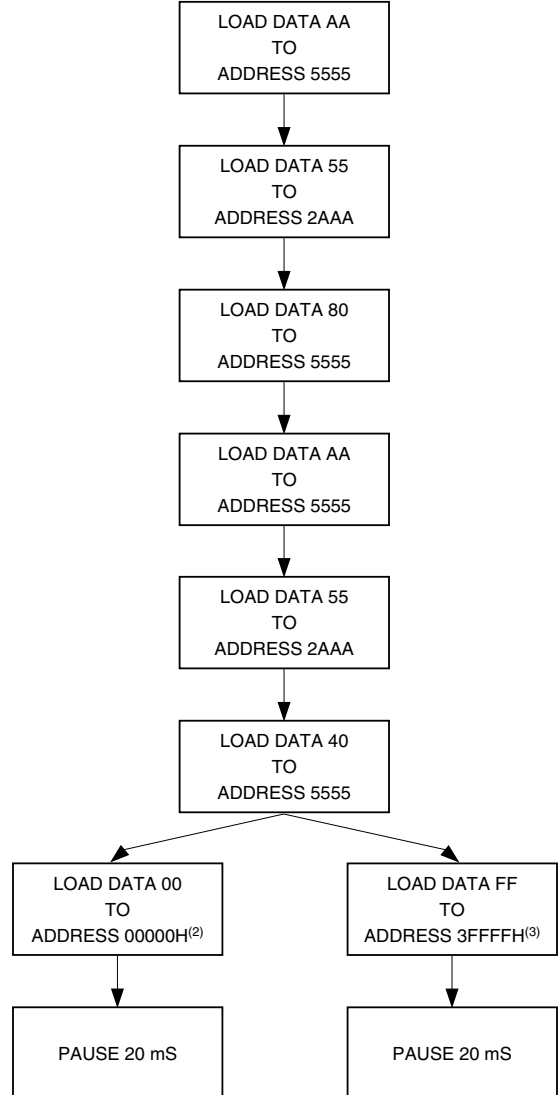 LOAD DATA AA
TO
ADDRESS 5555
LOAD DATA 55
TO
ADDRESS 2AAA
LOAD DATA 80
TO
ADDRESS 5555
LOAD DATA AA
TO
ADDRESS 5555
LOAD DATA 55
TO
ADDRESS 2AAA
LOAD DATA 40
TO
ADDRESS 5555
LOAD DATA 00
TO
ADDRESS 00000H(2)
LOAD DATA FF
TO
ADDRESS 3FFFFH(3)
PAUSE 20 mS
PAUSE 20 mS